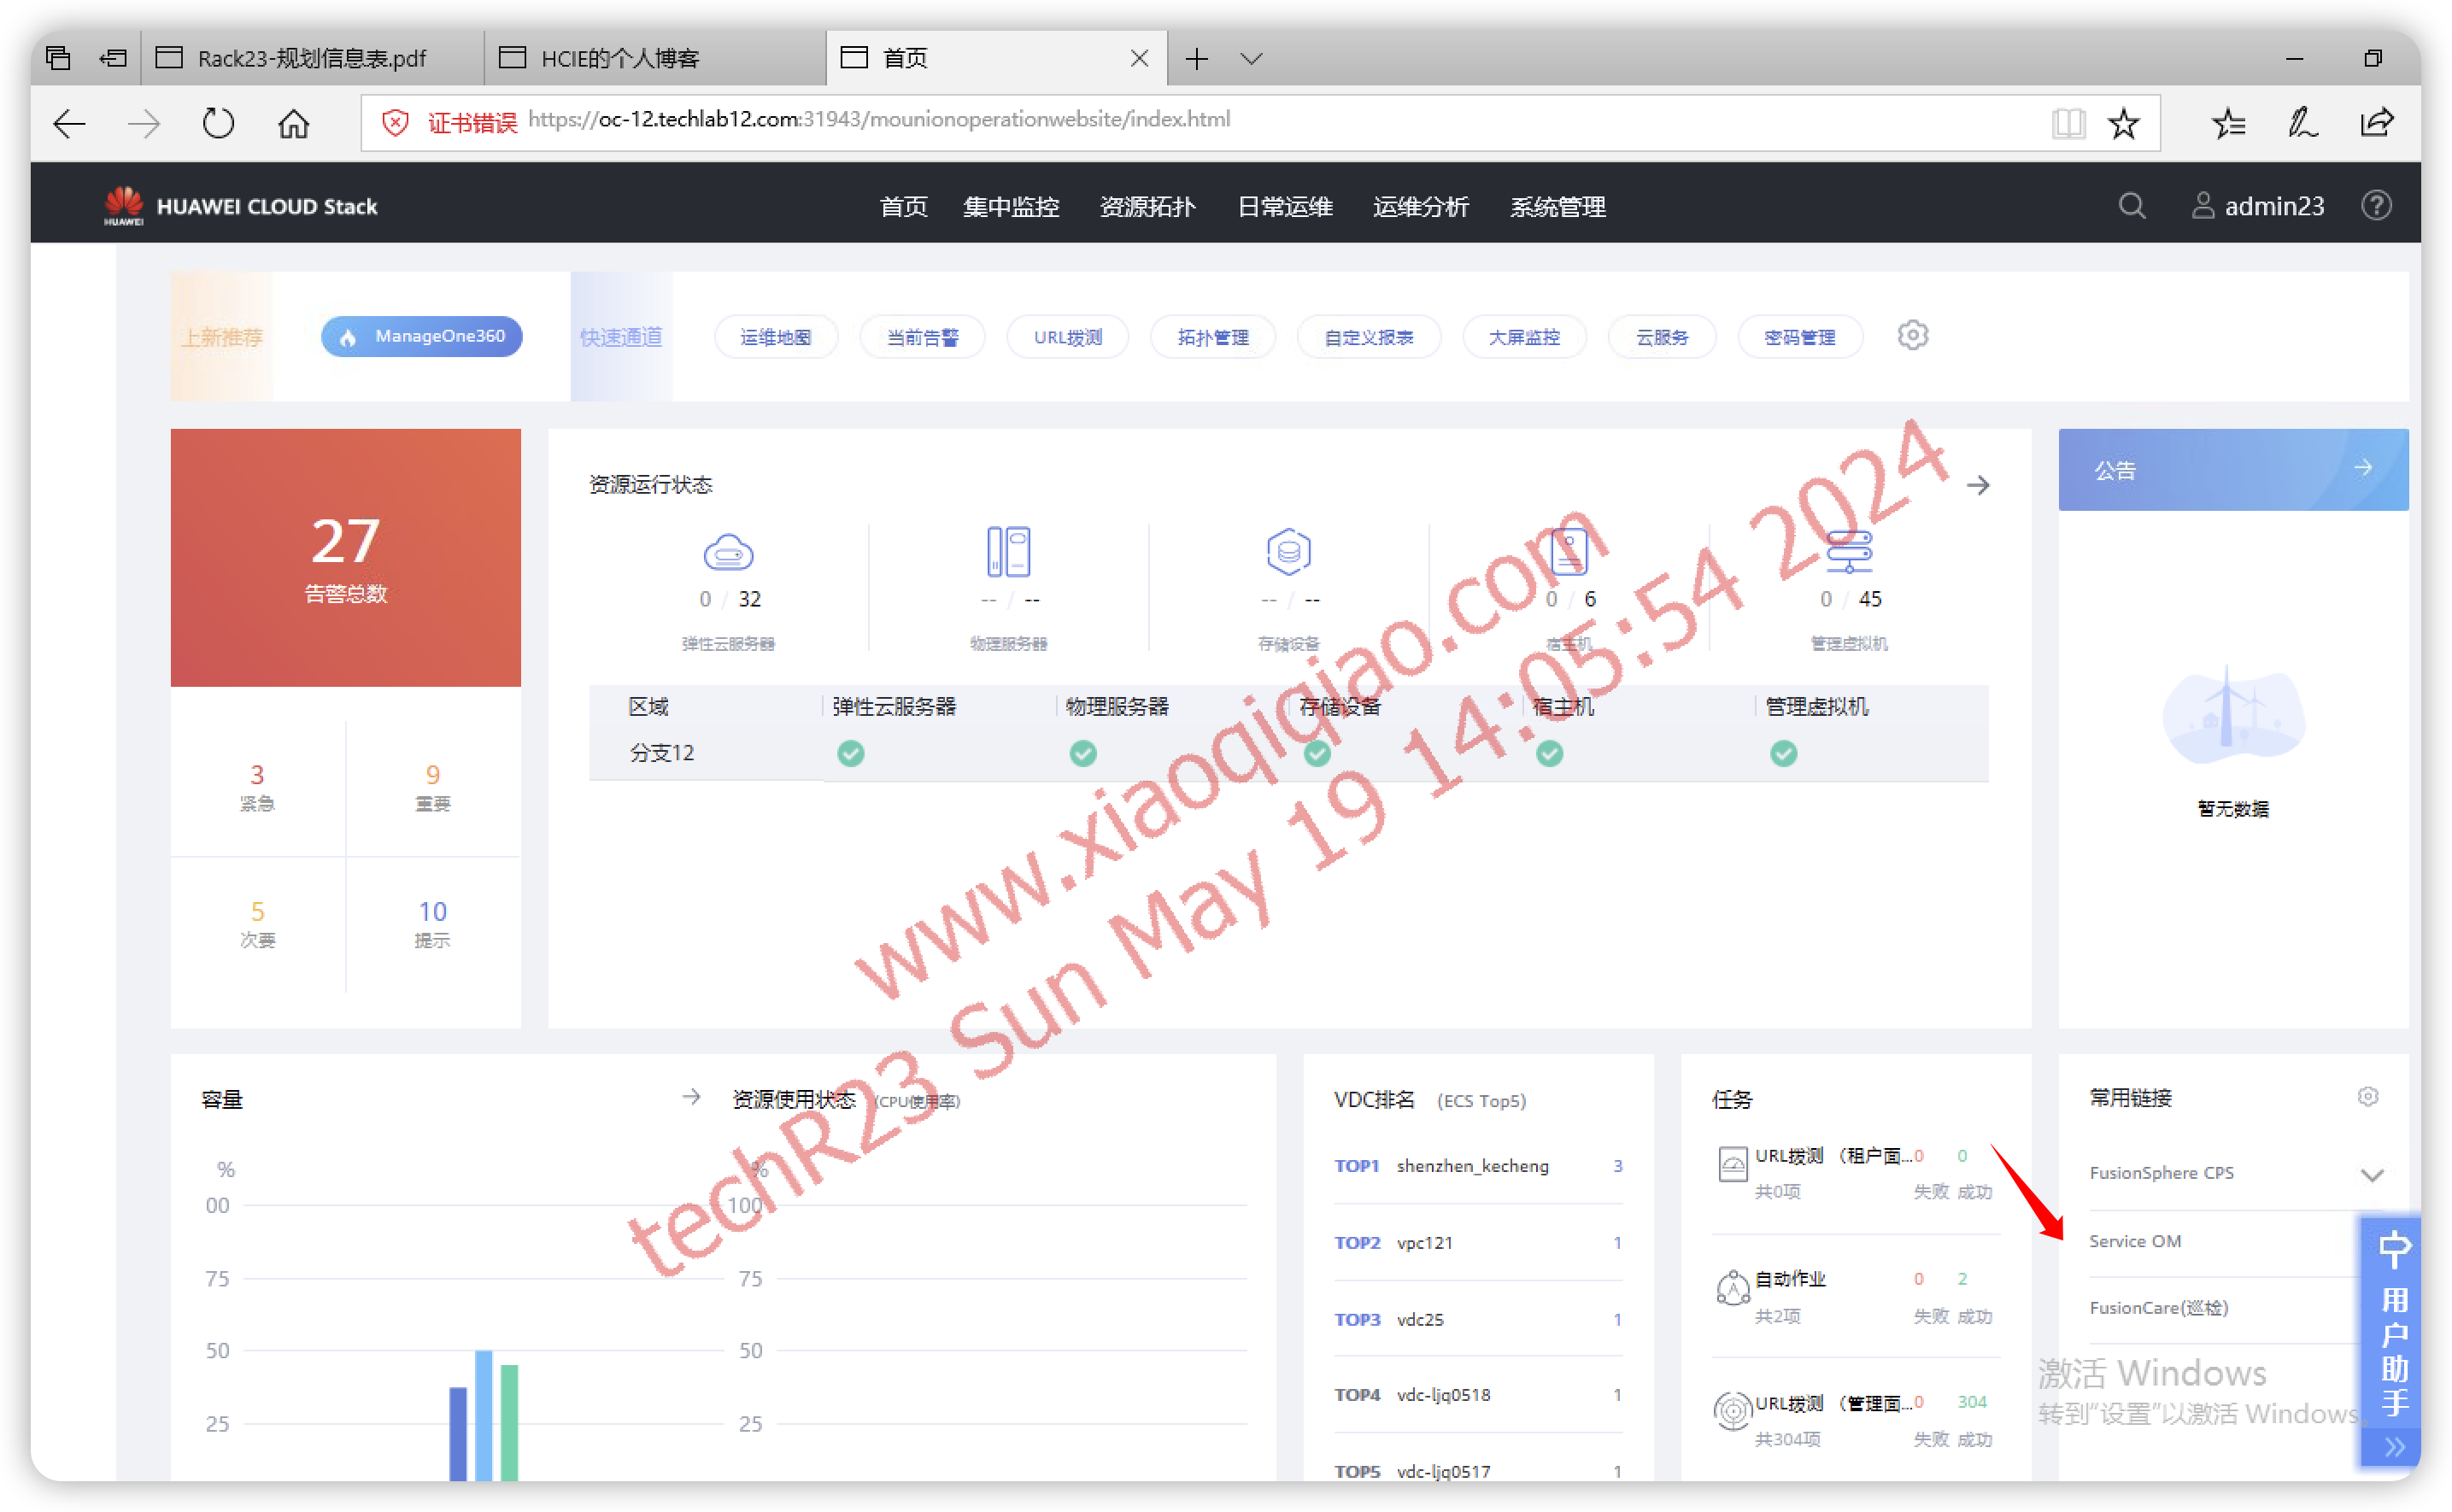 Rack23-规划信息表.pdf
HCIE的个人博客
首页
证书错误 https://oc-12.techlab12.com:31943/mounionoperationwebsite/index.html
HUAWEI
HUAWEI CLOUD Stack
首页 集中监控 资源拓扑 日常运维 运维分析 系统管理
admin23
上新推荐
ManageOne360
快速通道
运维地图 当前告警 URL拨测 拓扑管理 自定义报表 大屏监控 云服务 密码管理
27
告警总数
3
紧急
9
重要
5
次要
10
提示
资源运行状态
0 / 32
弹性云服务器
-- / --
物理服务器
-- / --
存储设备
0 / 6
宿主机
0 / 45
管理虚拟机
区域 弹性云服务器 物理服务器 存储设备 宿主机 管理虚拟机
分支12
公告
暂无数据
www.xiaoqiqiao.com
techR23 Sun May 19 14:05:54 2024
容量
%
00
75
50
25
资源使用状态 (CPU使用率)
%
100
75
50
25
VDC排名 (ECS Top5)
TOP1 shenzhen_kecheng 3
TOP2 vpc121 1
TOP3 vdc25 1
TOP4 vdc-ljq0518 1
TOP5 vdc-ljq0517 1
任务
URL拨测 (租户面... 0 0
共0项 失败 成功
自动作业 0 2
共2项 失败 成功
URL拨测 (管理面... 0 304
共304项 失败 成功
常用链接
FusionSphere CPS
Service OM
FusionCare(巡检)
用户助手
激活 Windows
转到“设置”以激活 Windows。